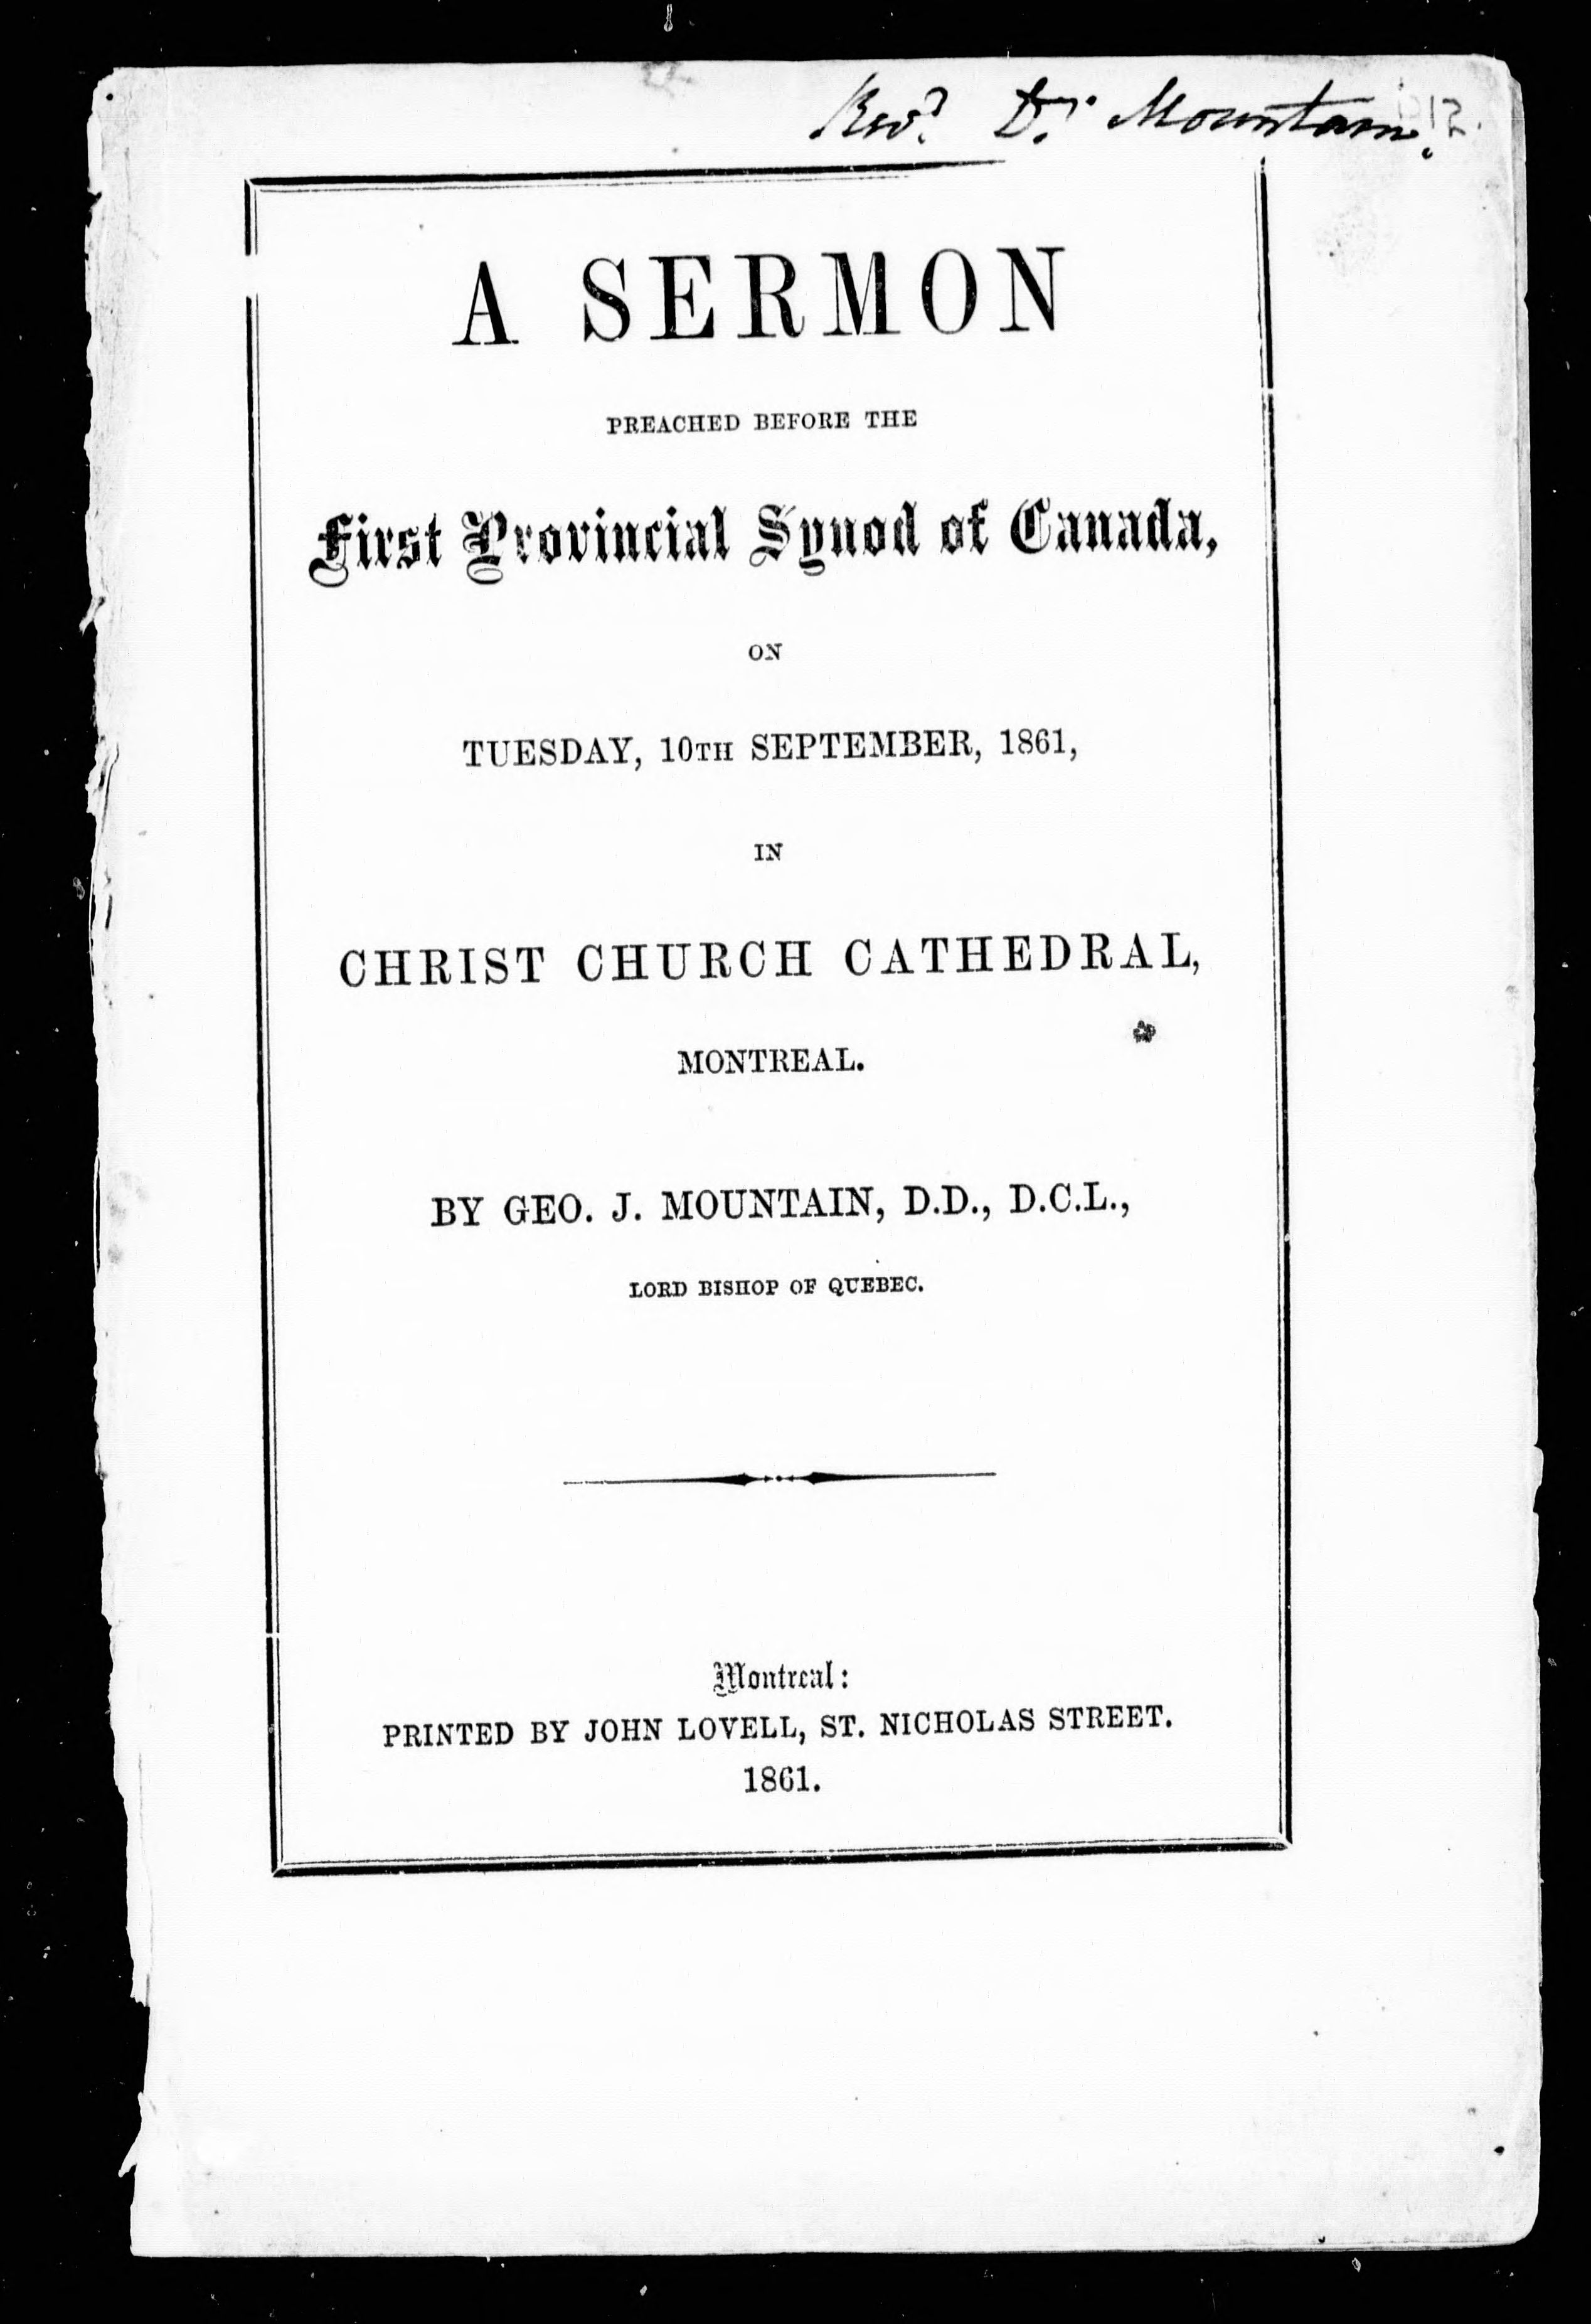 Revd. Dr. Mountain.
A SERMON
PREACHED BEFORE THE
First Provincial Synod of Canada,
ON
TUESDAY, 10TH SEPTEMBER, 1861,
IN
CHRIST CHURCH CATHEDRAL,
MONTREAL.
BY GEO. J. MOUNTAIN, D.D., D.C.L.,
LORD BISHOP OF QUEBEC.
Montreal:
PRINTED BY JOHN LOVELL, ST. NICHOLAS STREET.
1861.